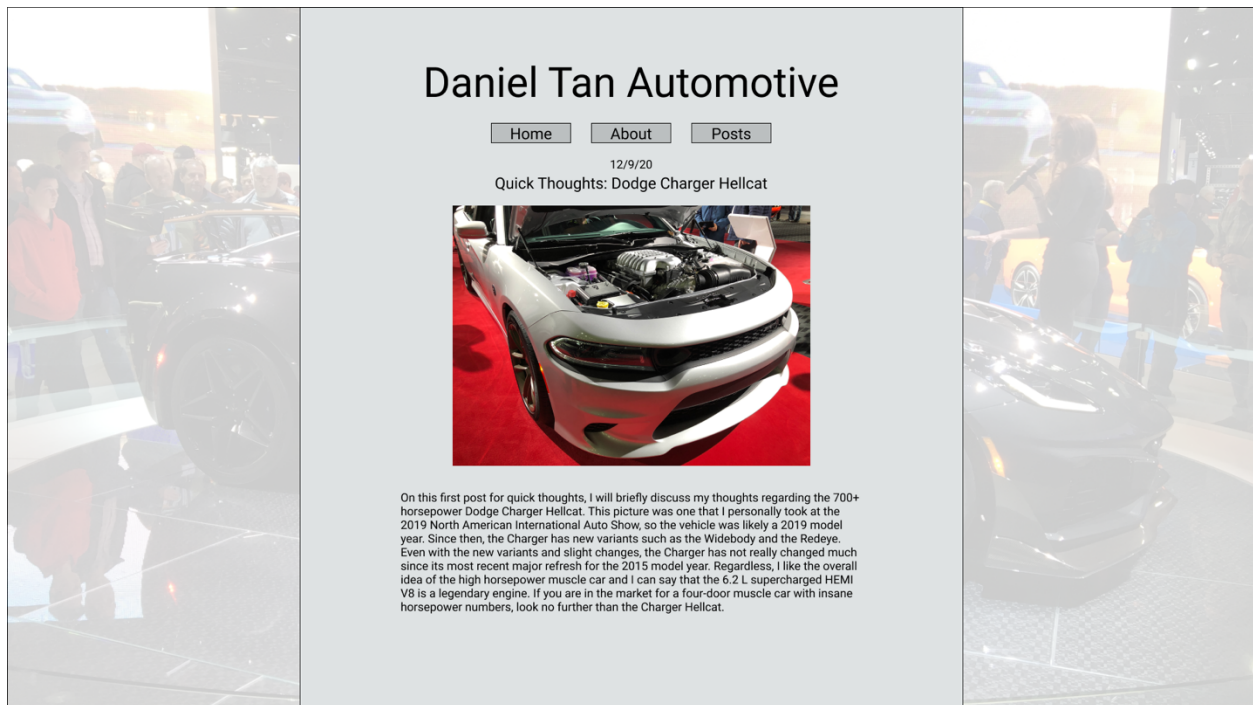 Daniel Tan Automotive
Home About Posts
12/9/20
Quick Thoughts: Dodge Charger Hellcat
On this first post for quick thoughts, I will briefly discuss my thoughts regarding the 700+
horsepower Dodge Charger Hellcat. This picture was one that I personally took at the
2019 North American International Auto Show, so the vehicle was likely a 2019 model
year. Since then, the Charger has new variants such as the Widebody and the Redeye.
Even with the new variants and slight changes, the Charger has not really changed much
since its most recent major refresh for the 2015 model year. Regardless, I like the overall
idea of the high horsepower muscle car and I can say that the 6.2 L supercharged HEMI
V8 is a legendary engine. If you are in the market for a four-door muscle car with insane
horsepower numbers, look no further than the Charger Hellcat.